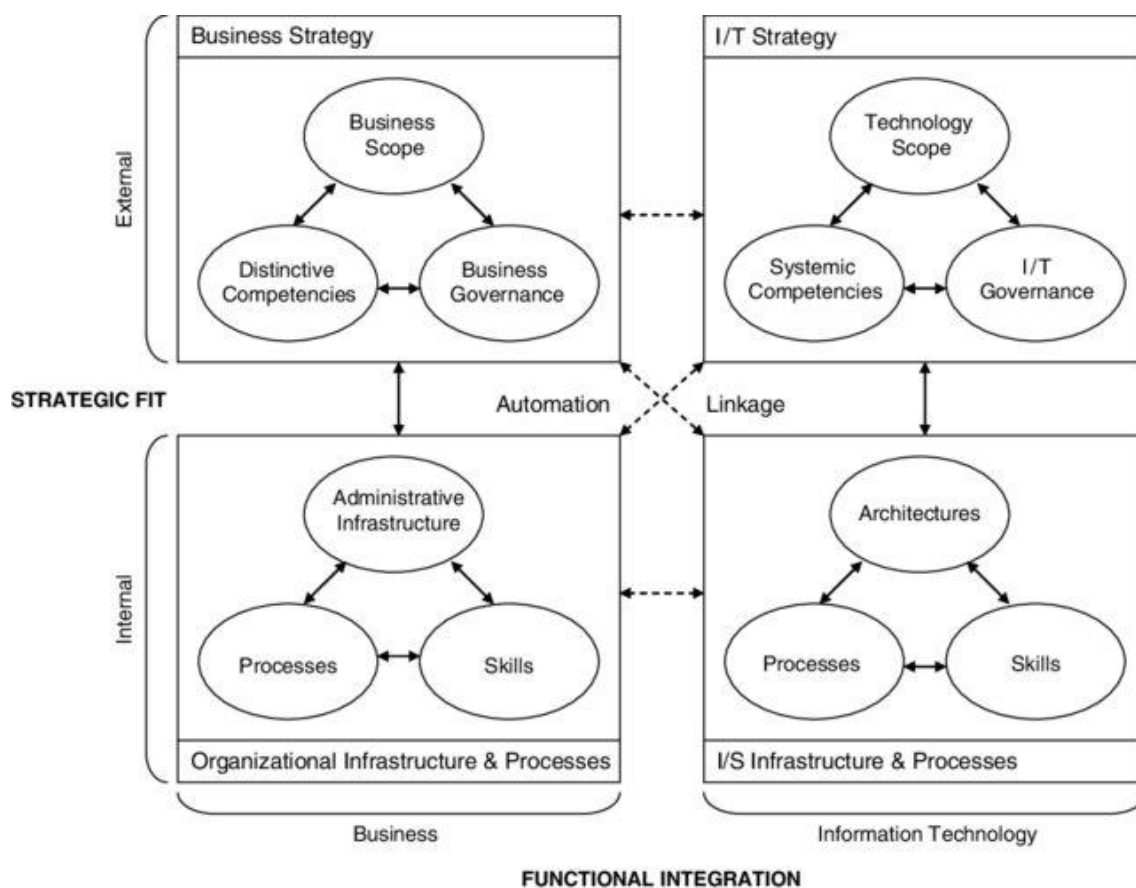 Business Strategy
I/T Strategy
Business
Scope
Technology
Scope
External
Distinctive
Competencies
Business
Governance
Systemic
Competencies
I/T
Governance
STRATEGIC FIT
Automation
Linkage
Administrative
Infrastructure
Architectures
Internal
Processes
Skills
Processes
Skills
Organizational Infrastructure & Processes
I/S Infrastructure & Processes
Business
Information Technology
FUNCTIONAL INTEGRATION